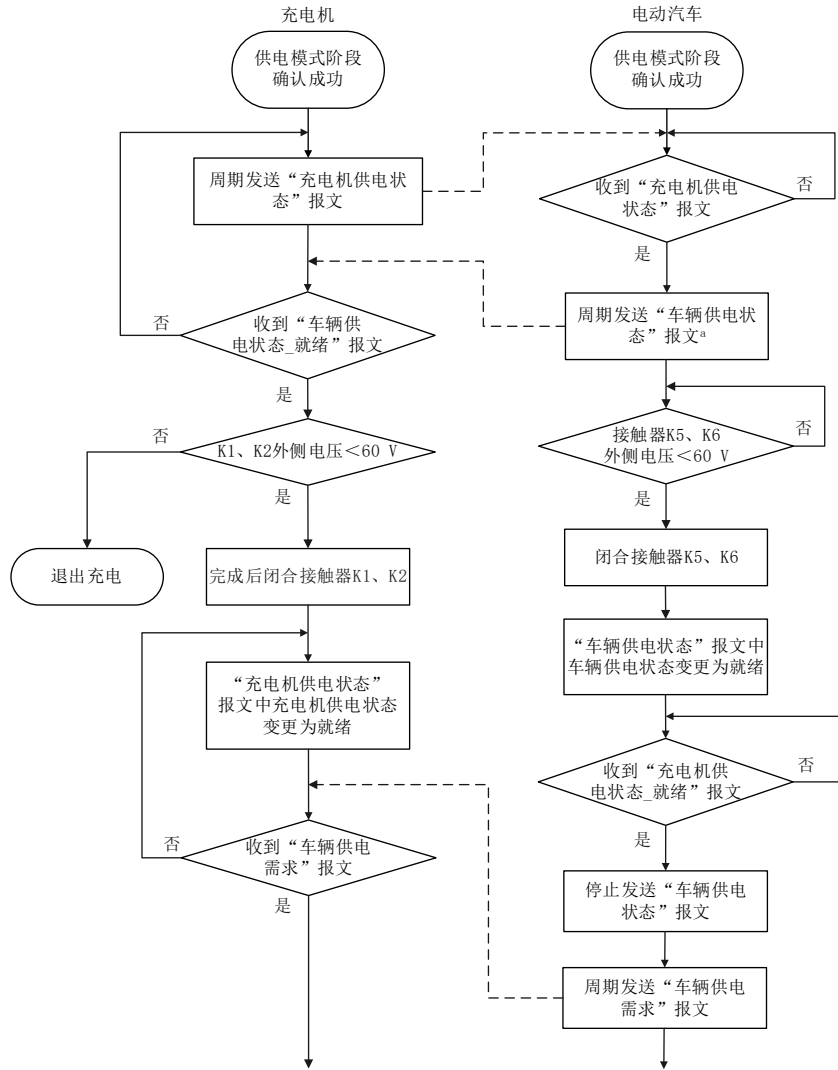 充电机
电动汽车
供电模式阶段
确认成功
供电模式阶段
确认成功
周期发送“充电机供电状
态”报文
收到“充电机供电
状态”报文
否
是
收到“车辆供
电状态_就绪”报文
否
是
周期发送“车辆供电状
态”报文a
K1、K2外侧电压＜60 V
否
是
接触器K5、K6
外侧电压＜60 V
否
是
退出充电
完成后闭合接触器K1、K2
闭合接触器K5、K6
“充电机供电状态”
报文中充电机供电状态
变更为就绪
“车辆供电状态”报文中
车辆供电状态变更为就绪
收到“充电机供
电状态_就绪”报文
否
是
收到“车辆供电
需求”报文
否
是
停止发送“车辆供电
状态”报文
周期发送“车辆供电
需求”报文